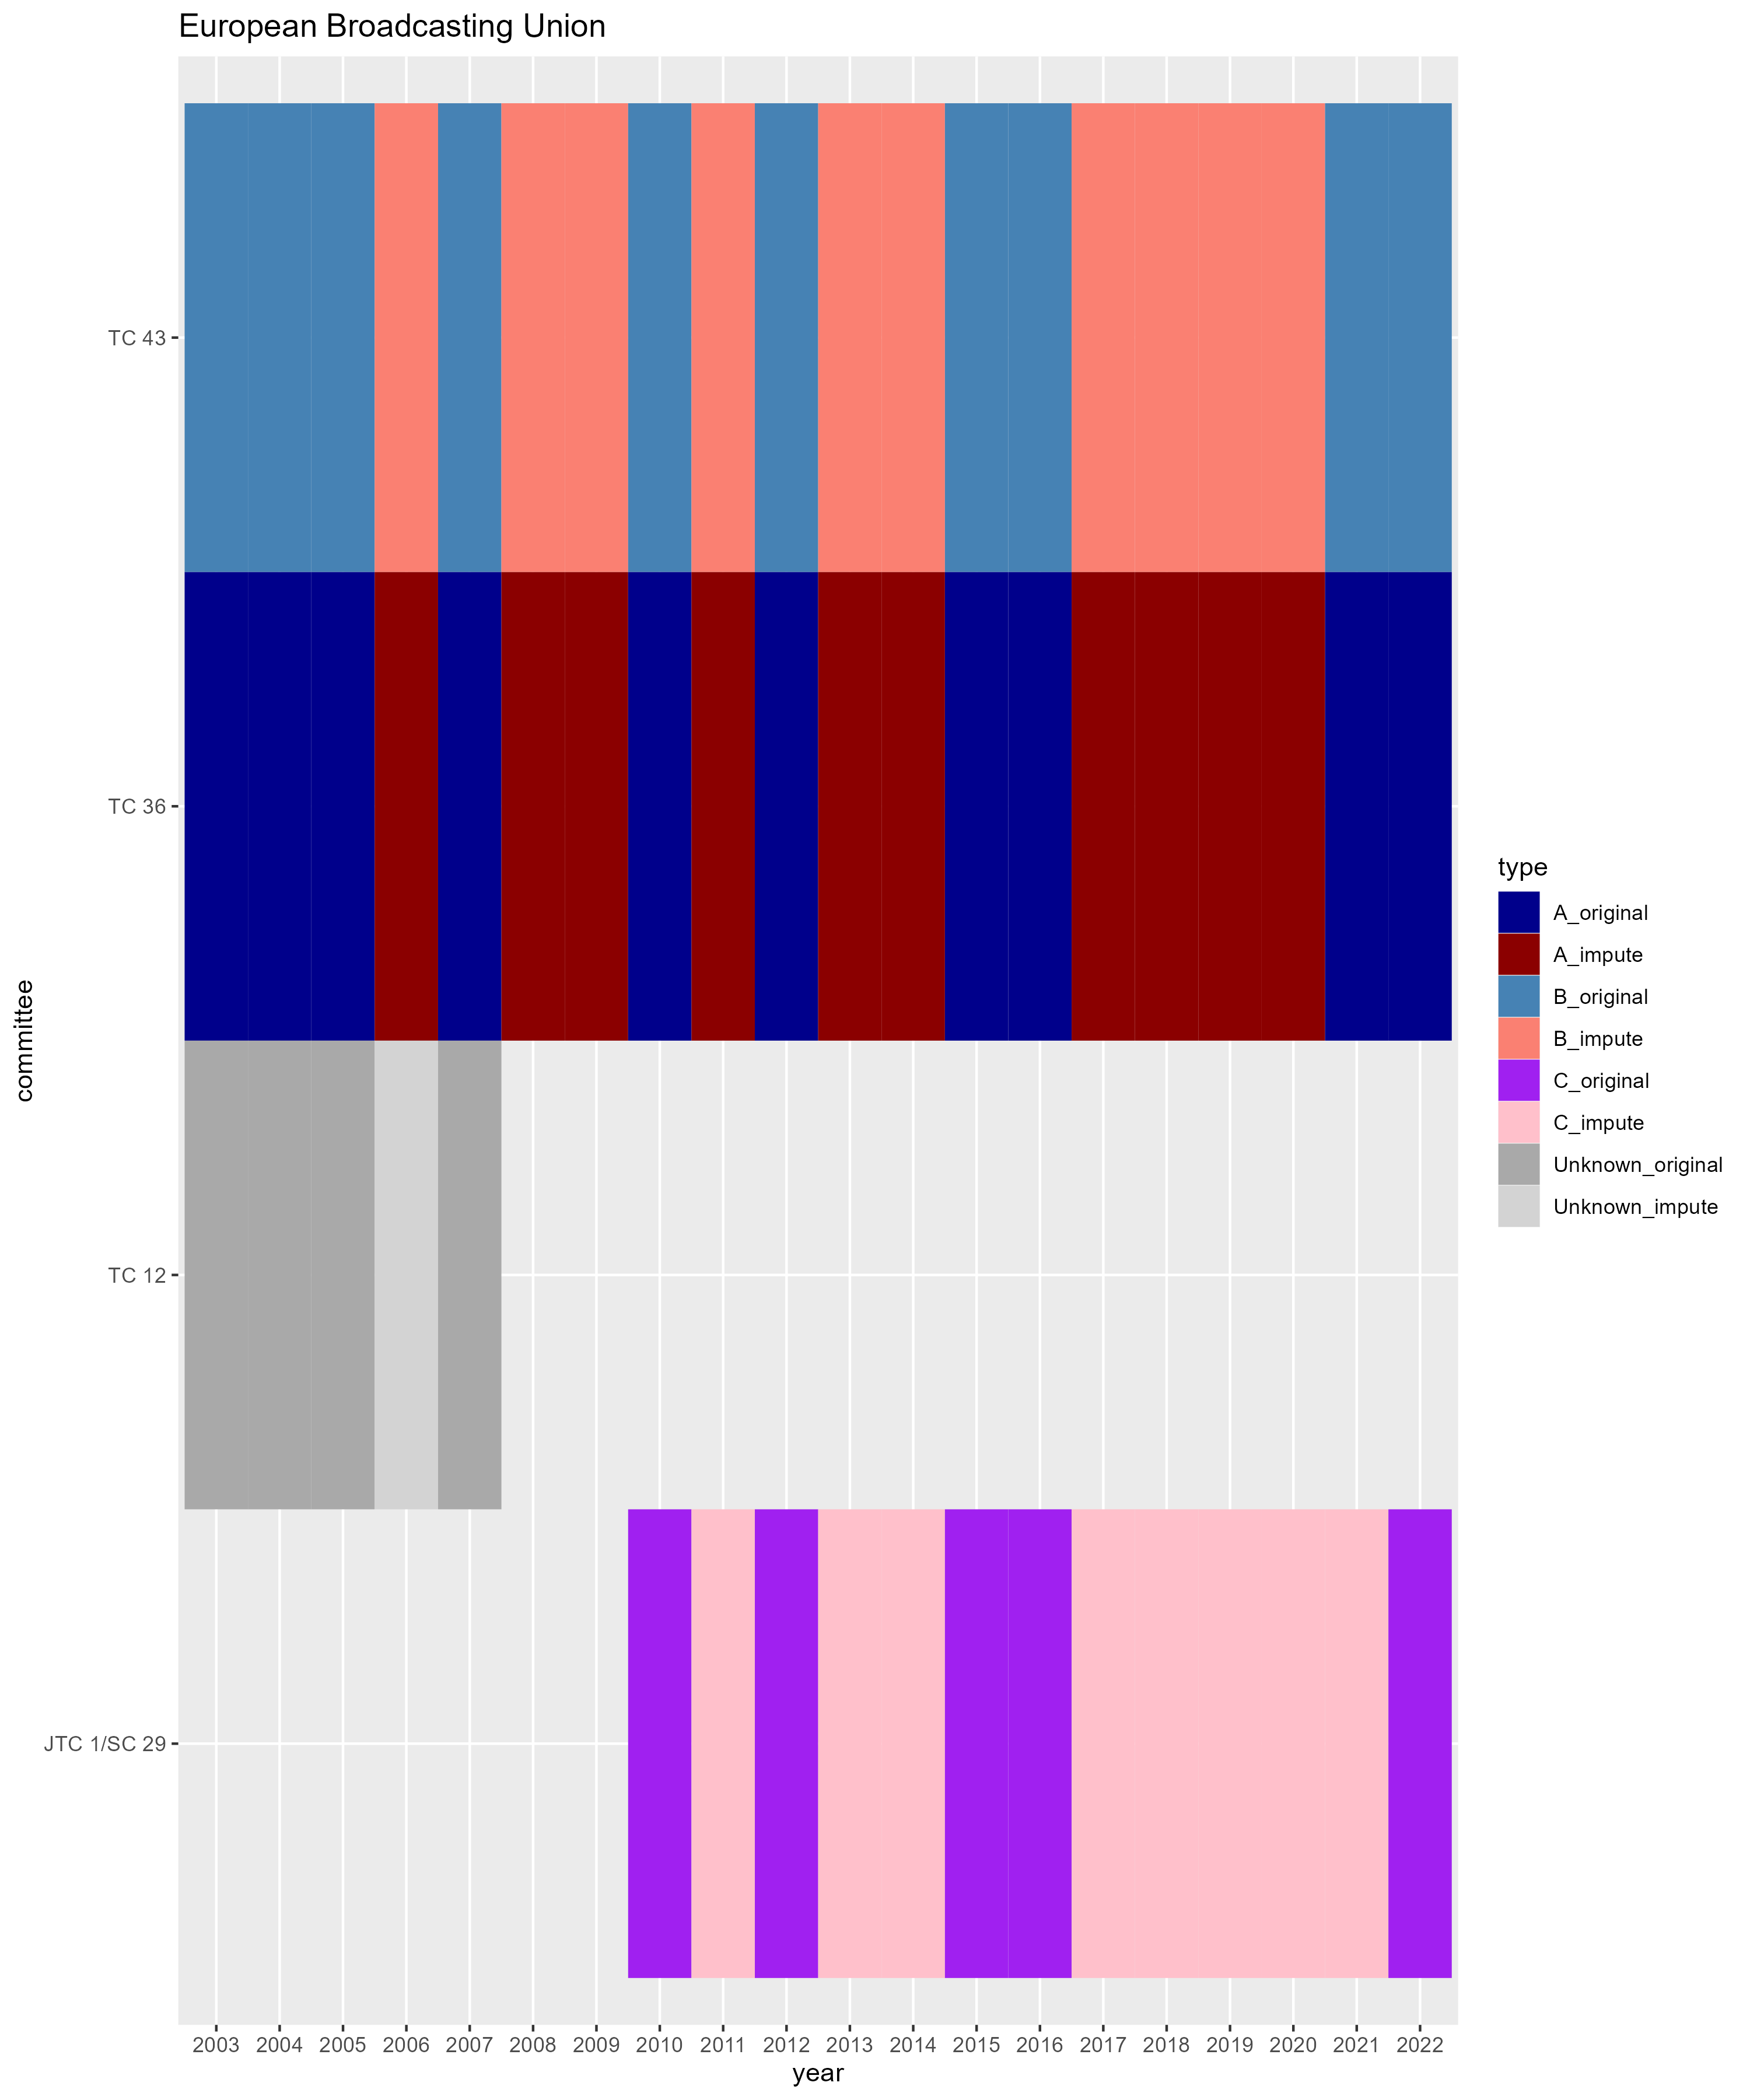 European Broadcasting Union
TC 43
TC 36
TC 12
JTC 1/SC 29
committee
2003 2004 2005 2006 2007 2008 2009 2010 2011 2012 2013 2014 2015 2016 2017 2018 2019 2020 2021 2022
year
type
A_original
A_impute
B_original
B_impute
C_original
C_impute
Unknown_original
Unknown_impute